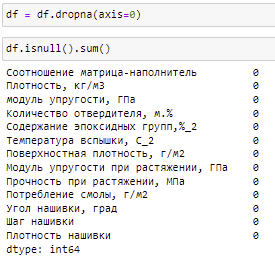 df = df.dropna(axis=0)
df.isnull().sum()
Соотношение матрица-наполнитель 0
Плотность, кг/м3 0
модуль упругости, ГПа 0
Количество отвердителя, м.% 0
Содержание эпоксидных групп,%_2 0
Температура вспышки, С_2 0
Поверхностная плотность, г/м2 0
Модуль упругости при растяжении, ГПа 0
Прочность при растяжении, МПа 0
Потребление смолы, г/м2 0
Угол нашивки, град 0
Шаг нашивки 0
Плотность нашивки 0
dtype: int64